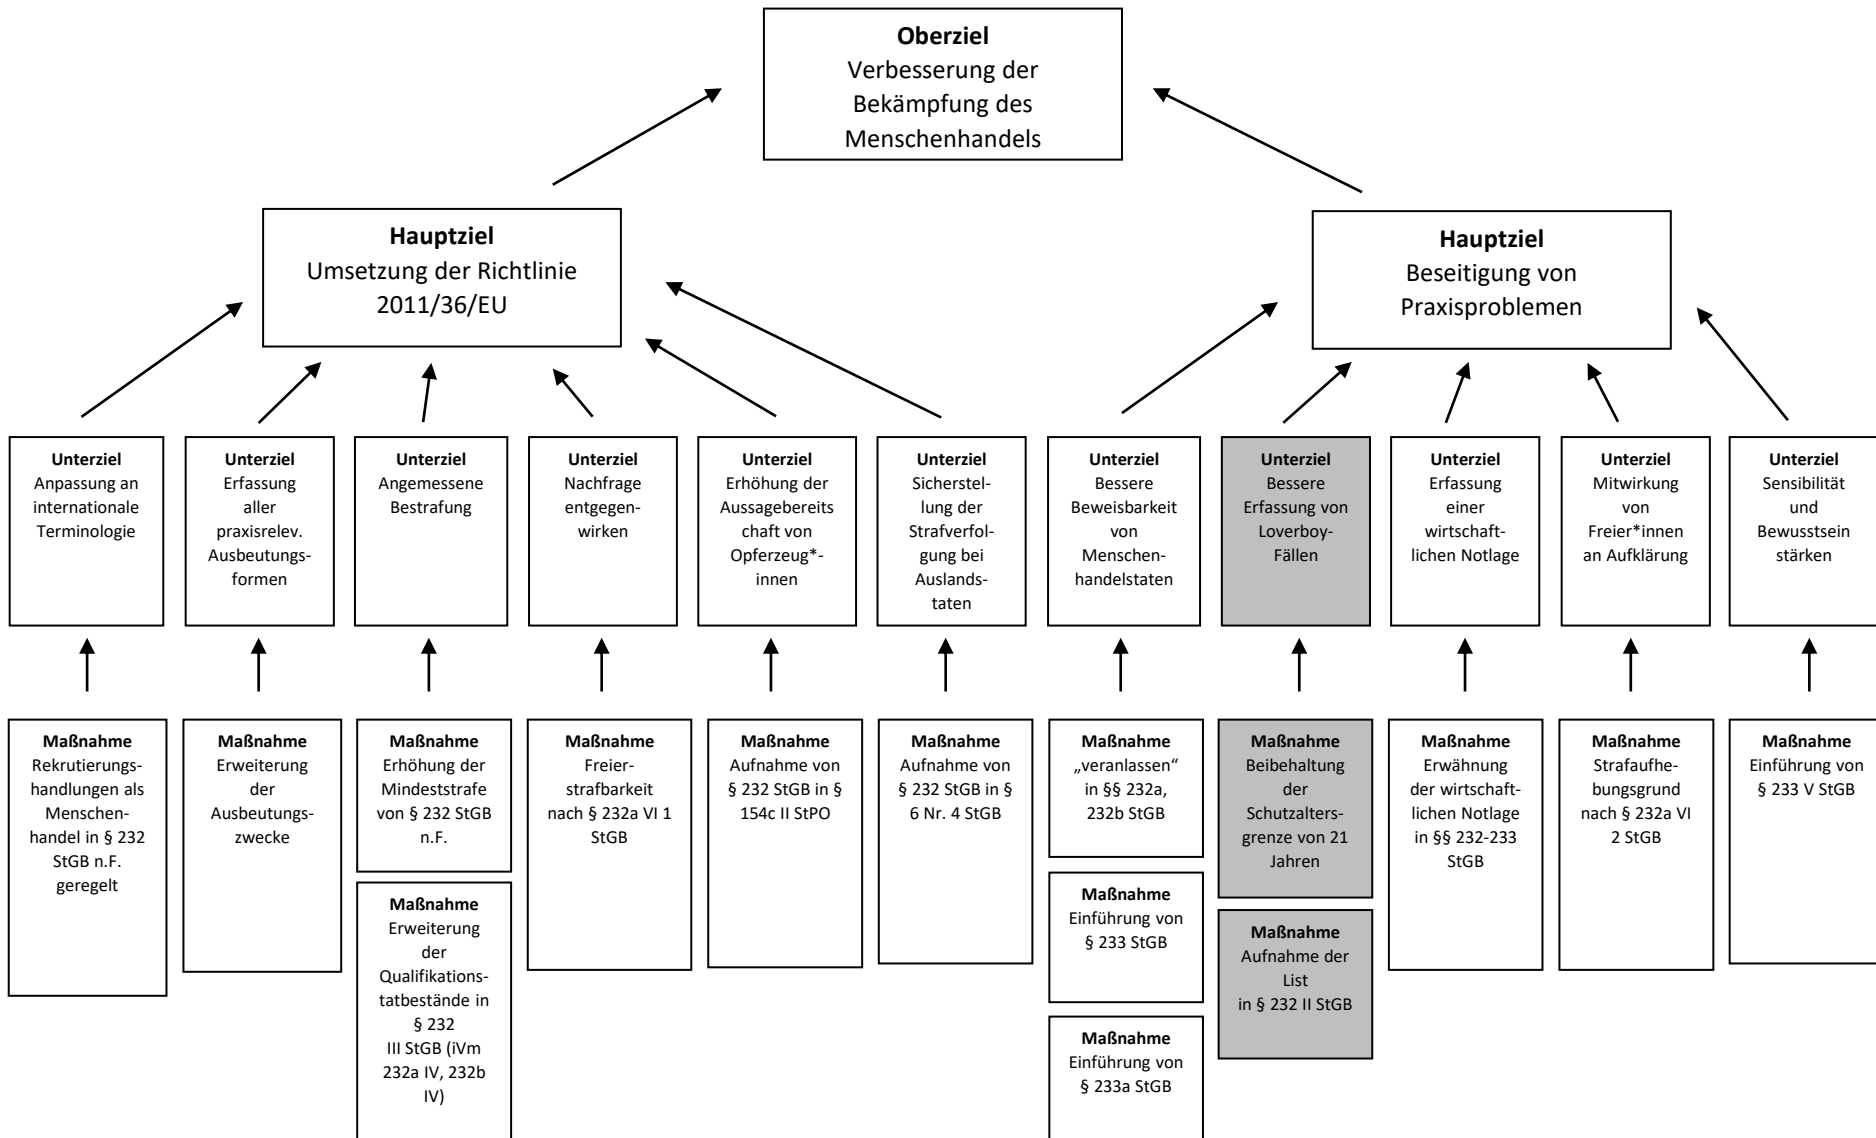 Oberziel
Verbesserung der
Bekämpfung des
Menschenhandels
Hauptziel
Umsetzung der Richtlinie
2011/36/EU
Hauptziel
Beseitigung von
Praxisproblemen
Unterziel
Anpassung an
internationale
Terminologie
Unterziel
Erfassung
aller
praxisrelev.
Ausbeutungs-
formen
Unterziel
Angemessene
Bestrafung
Unterziel
Nachfrage
entgegen-
wirken
Unterziel
Erhöhung der
Aussagebereits
chaft von
Opferzeug*-
innen
Unterziel
Sicherstel-
lung der
Strafverfol-
gung bei
Auslands-
taten
Unterziel
Bessere
Beweisbarkeit
von
Menschen-
handelstaten
Unterziel
Bessere
Erfassung von
Loverboy-
Fällen
Unterziel
Erfassung
einer
wirtschaft-
lichen Notlage
Unterziel
Mitwirkung
von
Freier*innen
an Aufklärung
Unterziel
Sensibilität
und
Bewusstsein
stärken
Maßnahme
Rekrutierungs-
handlungen als
Menschen-
handel in § 232
StGB n.F.
geregelt
Maßnahme
Erweiterung
der
Ausbeutungs-
zwecke
Maßnahme
Erhöhung der
Mindeststrafe
von § 232 StGB
n.F.
Maßnahme
Erweiterung
der
Qualifikations-
tatbestände in
§ 232
III StGB (iVm
232a IV, 232b
IV)
Maßnahme
Freier-
strafbarkeit
nach § 232a VI 1
StGB
Maßnahme
Aufnahme von
§ 232 StGB in §
154c II StPO
Maßnahme
Aufnahme von
§ 232 StGB in §
6 Nr. 4 StGB
Maßnahme
„veranlassen“
in §§ 232a,
232b StGB
Maßnahme
Einführung von
§ 233 StGB
Maßnahme
Einführung von
§ 233a StGB
Maßnahme
Beibehaltung
der
Schutzalters-
grenze von 21
Jahren
Maßnahme
Aufnahme der
List
in § 232 II StGB
Maßnahme
Erwähnung
der wirtschaft-
lichen Notlage
in §§ 232-233
StGB
Maßnahme
Strafaufhe-
bungsgrund
nach § 232a VI
2 StGB
Maßnahme
Einführung von
§ 233 V StGB